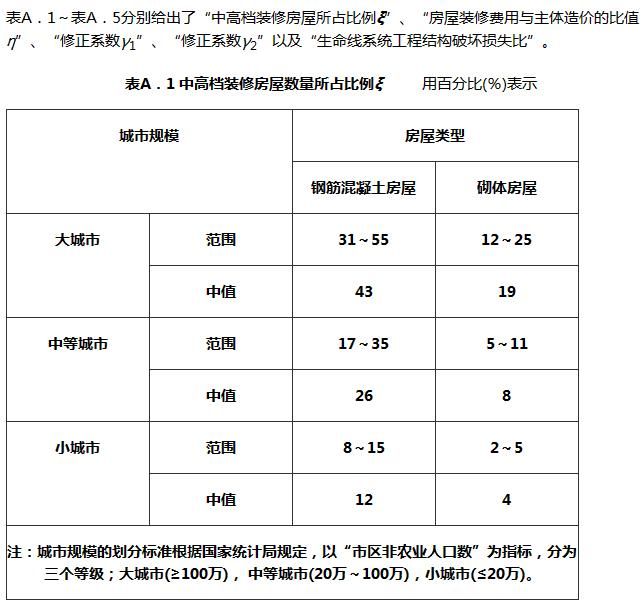 表A．1～表A．5分别给出了“中高档装修房屋所占比例ξ”、“房屋装修费用与主体造价的比值
η”、“修正系数γ1”、“修正系数γ2”以及“生命线系统工程结构破坏损失比”。
表A．1 中高档装修房屋数量所占比例ξ 用百分比(%)表示
城市规模 房屋类型
钢筋混凝土房屋 砌体房屋
大城市 范围 31～55 12～25
中值 43 19
中等城市 范围 17～35 5～11
中值 26 8
小城市 范围 8～15 2～5
中值 12 4
注：城市规模的划分标准根据国家统计局规定，以“市区非农业人口数”为指标，分为
三个等级；大城市(≥100万)，中等城市(20万～100万)，小城市(≤20万)。